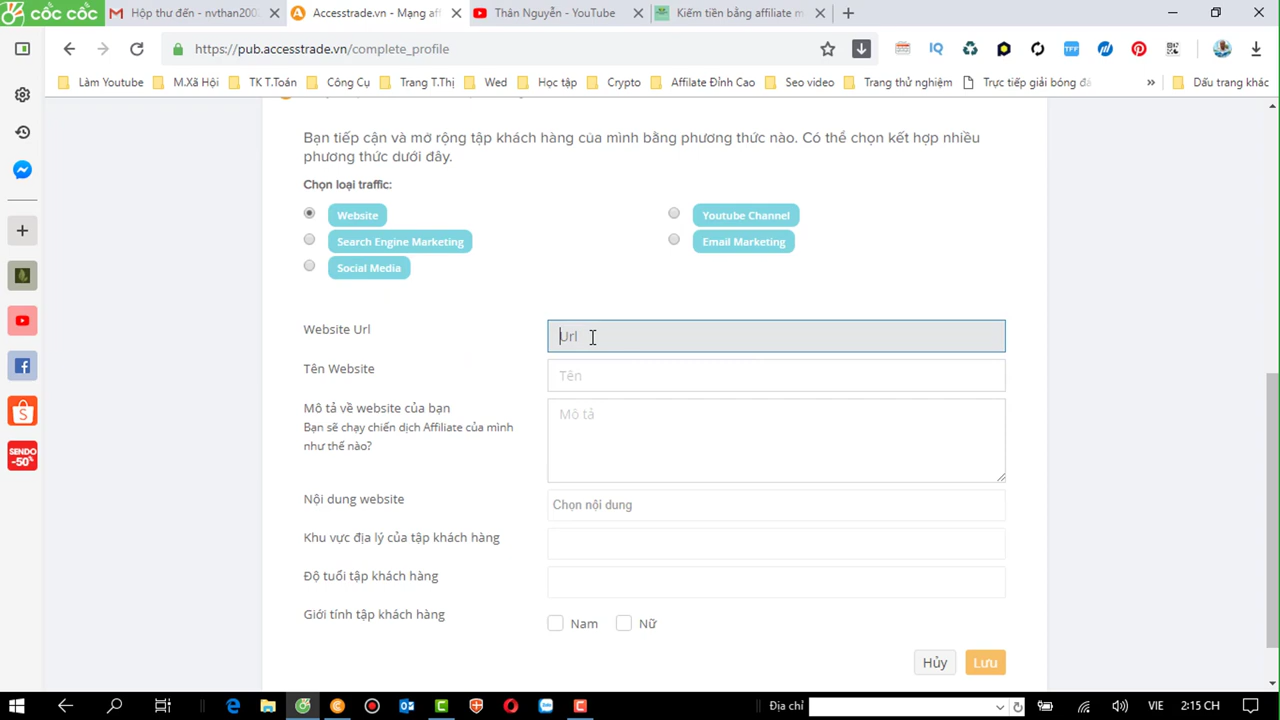 cốc cốc
Hộp thư đến - nvthan200
Accesstrade.vn - Mạng aff
Thàn Nguyễn - YouTube
Kiếm tiền bằng affiliate m
https://pub.accesstrade.vn/complete_profile
IQ
TFF
Làm Youtube
M.Xã Hội
TK T.Toán
Công Cụ
Trang T.Thị
Wed
Học tập
Crypto
Affilate Đỉnh Cao
Seo video
Trang thử nghiệm
Trực tiếp giải bóng đá
»
Dấu trang khác
Bạn tiếp cận và mở rộng tập khách hàng của mình bằng phương thức nào. Có thể chọn kết hợp nhiều
phương thức dưới đây.
Chọn loại traffic:
Website
Youtube Channel
Search Engine Marketing
Email Marketing
Social Media
Website Url
Url
Tên Website
Tên
Mô tả về website của bạn
Mô tả
Bạn sẽ chạy chiến dịch Affiliate của mình
như thế nào?
SENDO
-50%
Nội dung website
Chọn nội dung
Khu vực địa lý của tập khách hàng
Độ tuổi tập khách hàng
Giới tính tập khách hàng
Nam
Nữ
Hủy
Lưu
Địa chỉ
VIE
2:15 CH